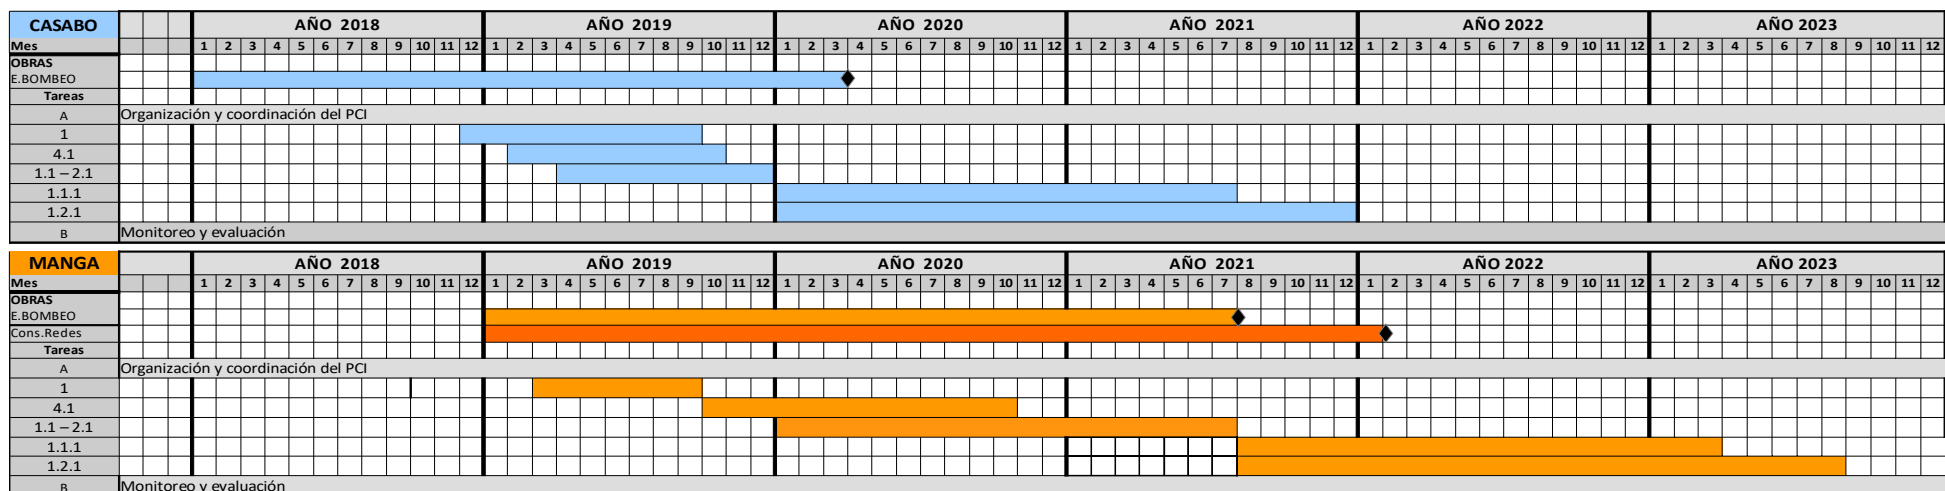 CASABO AÑO 2018 AÑO 2019 AÑO 2020 AÑO 2021 AÑO 2022 AÑO 2023
Mes 1 2 3 4 5 6 7 8 9 10 11 12 1 2 3 4 5 6 7 8 9 10 11 12 1 2 3 4 5 6 7 8 9 10 11 12 1 2 3 4 5 6 7 8 9 10 11 12 1 2 3 4 5 6 7 8 9 10 11 12 1 2 3 4 5 6 7 8 9 10 11 12
OBRAS
E.BOMBEO
Tareas
A Organización y coordinación del PCI
1
4.1
1.1 – 2.1
1.1.1
1.2.1
B Monitoreo y evaluación
MANGA AÑO 2018 AÑO 2019 AÑO 2020 AÑO 2021 AÑO 2022 AÑO 2023
Mes 1 2 3 4 5 6 7 8 9 10 11 12 1 2 3 4 5 6 7 8 9 10 11 12 1 2 3 4 5 6 7 8 9 10 11 12 1 2 3 4 5 6 7 8 9 10 11 12 1 2 3 4 5 6 7 8 9 10 11 12 1 2 3 4 5 6 7 8 9 10 11 12
OBRAS
E.BOMBEO
Cons.Redes
Tareas
A Organización y coordinación del PCI
1
4.1
1.1 – 2.1
1.1.1
1.2.1
B Monitoreo y evaluación